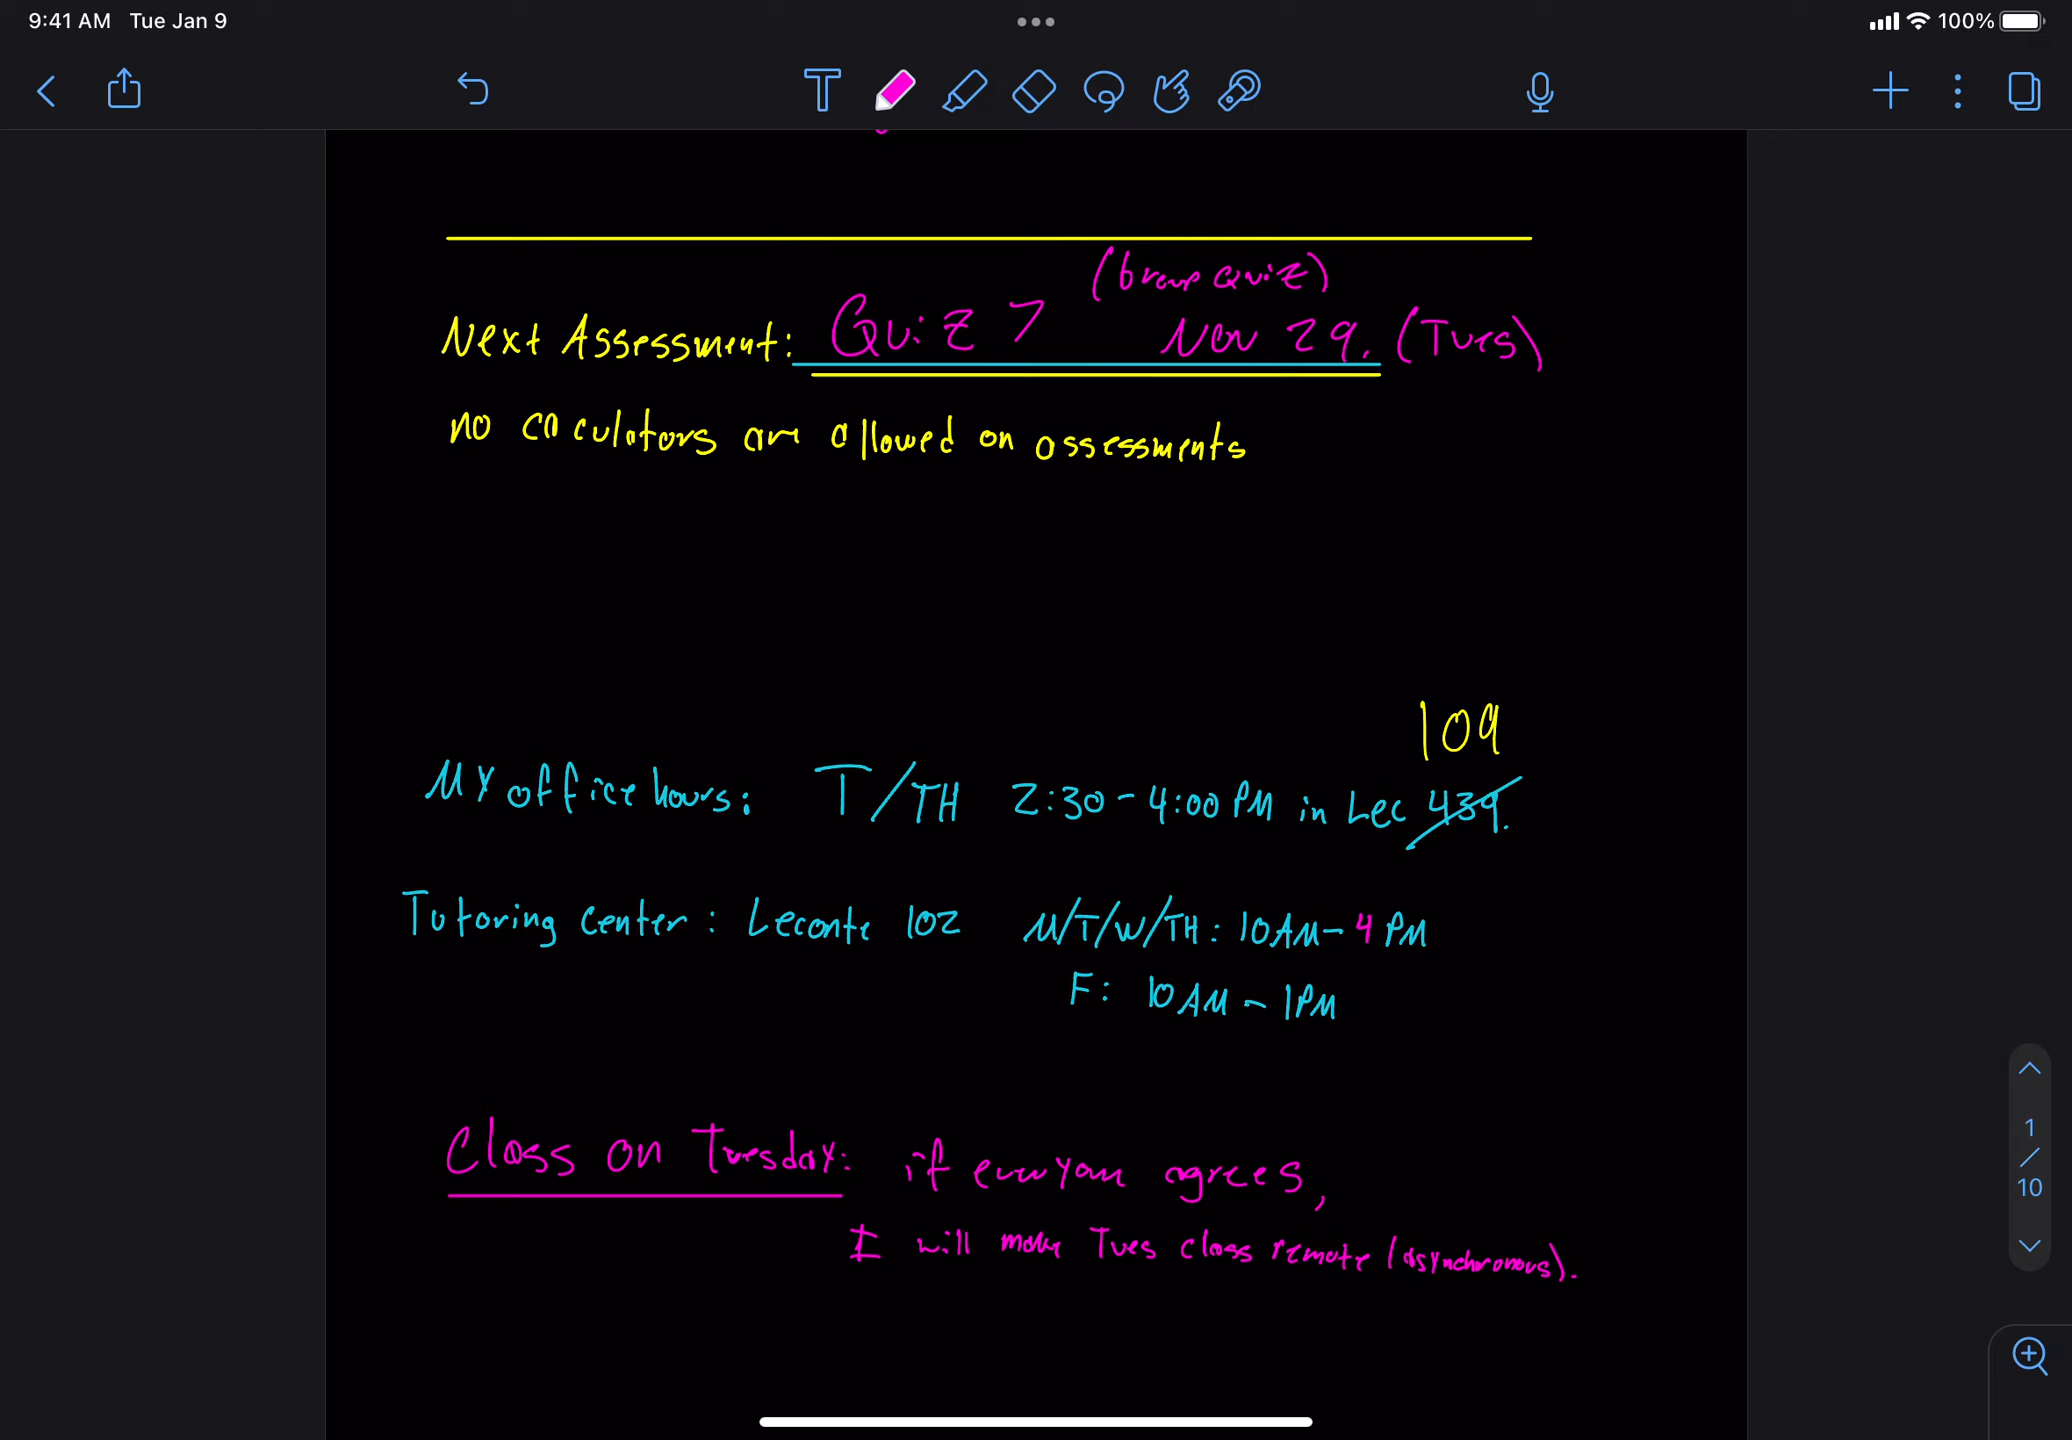 9:41 AM Tue Jan 9
100%
(Group Quiz)
Next Assessment: Quiz 7 Nov 29. (Tues)
no calculators are allowed on assessments
109
My office hours: T/TH 2:30-4:00 PM in Lec 439.
Tutoring center: Leconte 102 M/T/W/TH: 10AM-4 PM
F: 10AM-1PM
Class on Tuesday: if everyone agrees,
I will make Tues class remote (asynchronous).
1
/
10